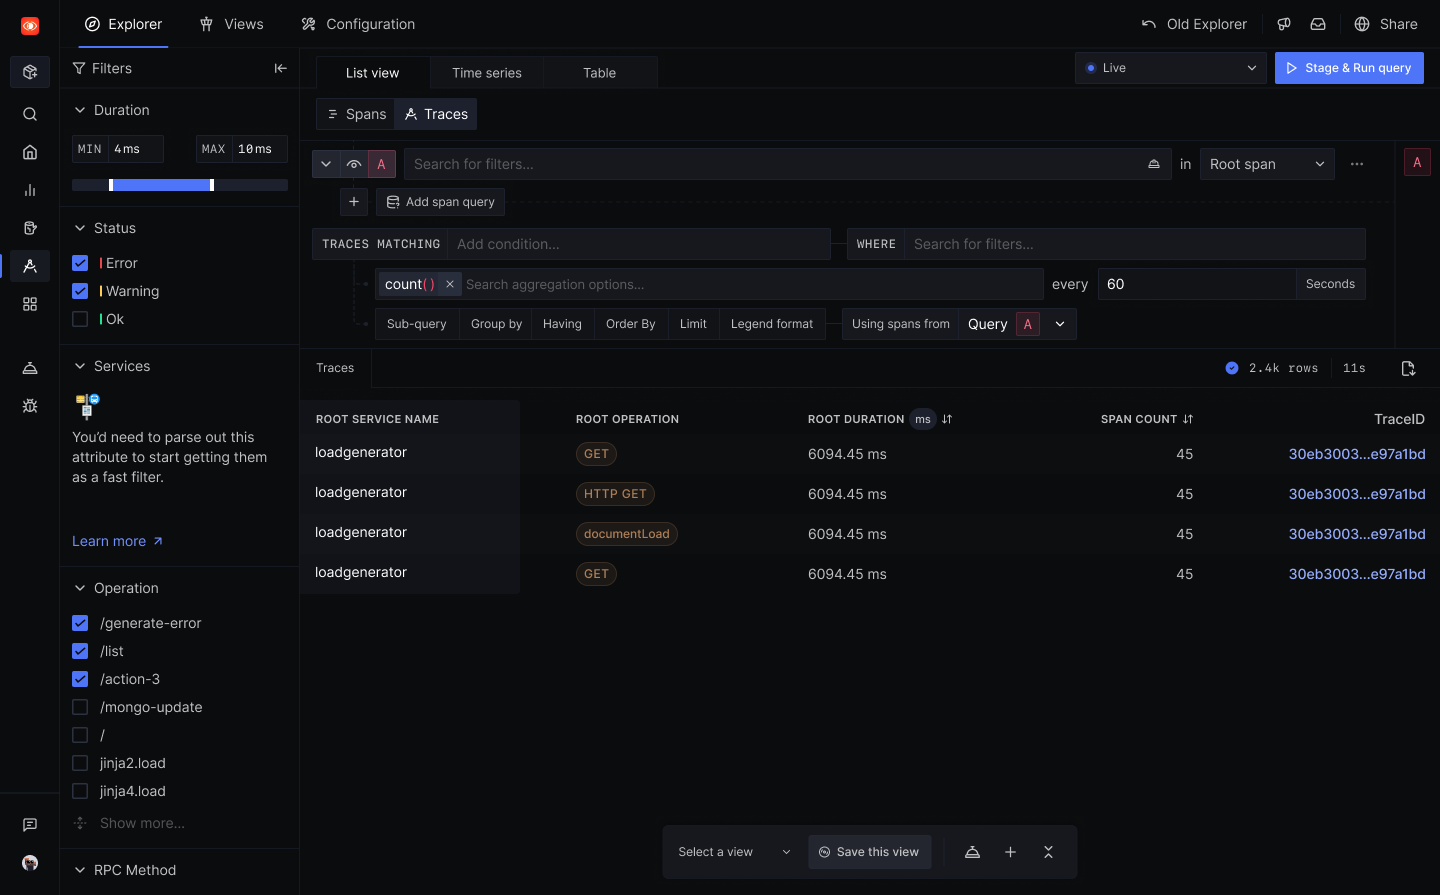 Explorer
Views
Configuration
Old Explorer
Share
Filters
List view
Time series
Table
Live
Stage & Run query
Duration
MIN 4ms
MAX 10ms
Spans
Traces
A
Search for filters...
in
Root span
A
Add span query
Status
Error
Warning
Ok
TRACES MATCHING
Add condition...
WHERE
Search for filters...
count()
Search aggregation options...
every
60
Seconds
Sub-query
Group by
Having
Order By
Limit
Legend format
Using spans from
Query
A
Services
You'd need to parse out this
attribute to start getting them
as a fast filter.
Learn more
Traces
2.4k rows
11s
ROOT SERVICE NAME
ROOT OPERATION
ROOT DURATION ms
SPAN COUNT
TraceID
loadgenerator GET 6094.45 ms 45 30eb3003...e97a1bd
loadgenerator HTTP GET 6094.45 ms 45 30eb3003...e97a1bd
loadgenerator documentLoad 6094.45 ms 45 30eb3003...e97a1bd
loadgenerator GET 6094.45 ms 45 30eb3003...e97a1bd
Operation
/generate-error
/list
/action-3
/mongo-update
/
jinja2.load
jinja4.load
Show more...
RPC Method
Select a view
Save this view